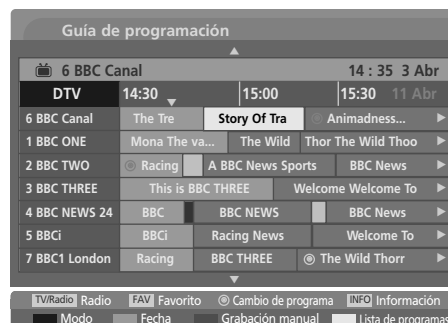 Guía de programación
6 BBC Canal 14 : 35 3 Abr
DTV 14:30 15:00 15:30 11 Abr
6 BBC Canal The Tre Story Of Tra Animadness...
1 BBC ONE Mona The va... The Wild Thor The Wild Thoo
2 BBC TWO Racing A BBC News Sports BBC News
3 BBC THREE This is BBC THREE Welcome Welcome To
4 BBC NEWS 24 BBC BBC NEWS BBC News
5 BBCi BBCi Racing News Welcome To
7 BBC1 London Racing BBC THREE The Wild Thorr
TV/Radio Radio FAV Favorito Cambio de programa INFO Información
Modo Fecha Grabación manual Lista de programas